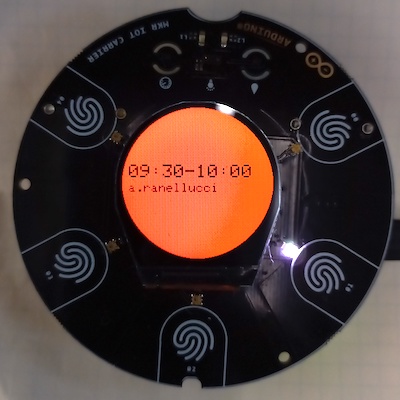 MKR IOT CARRIER
ARDUINO®
09:30-10:00
a.ranellucci